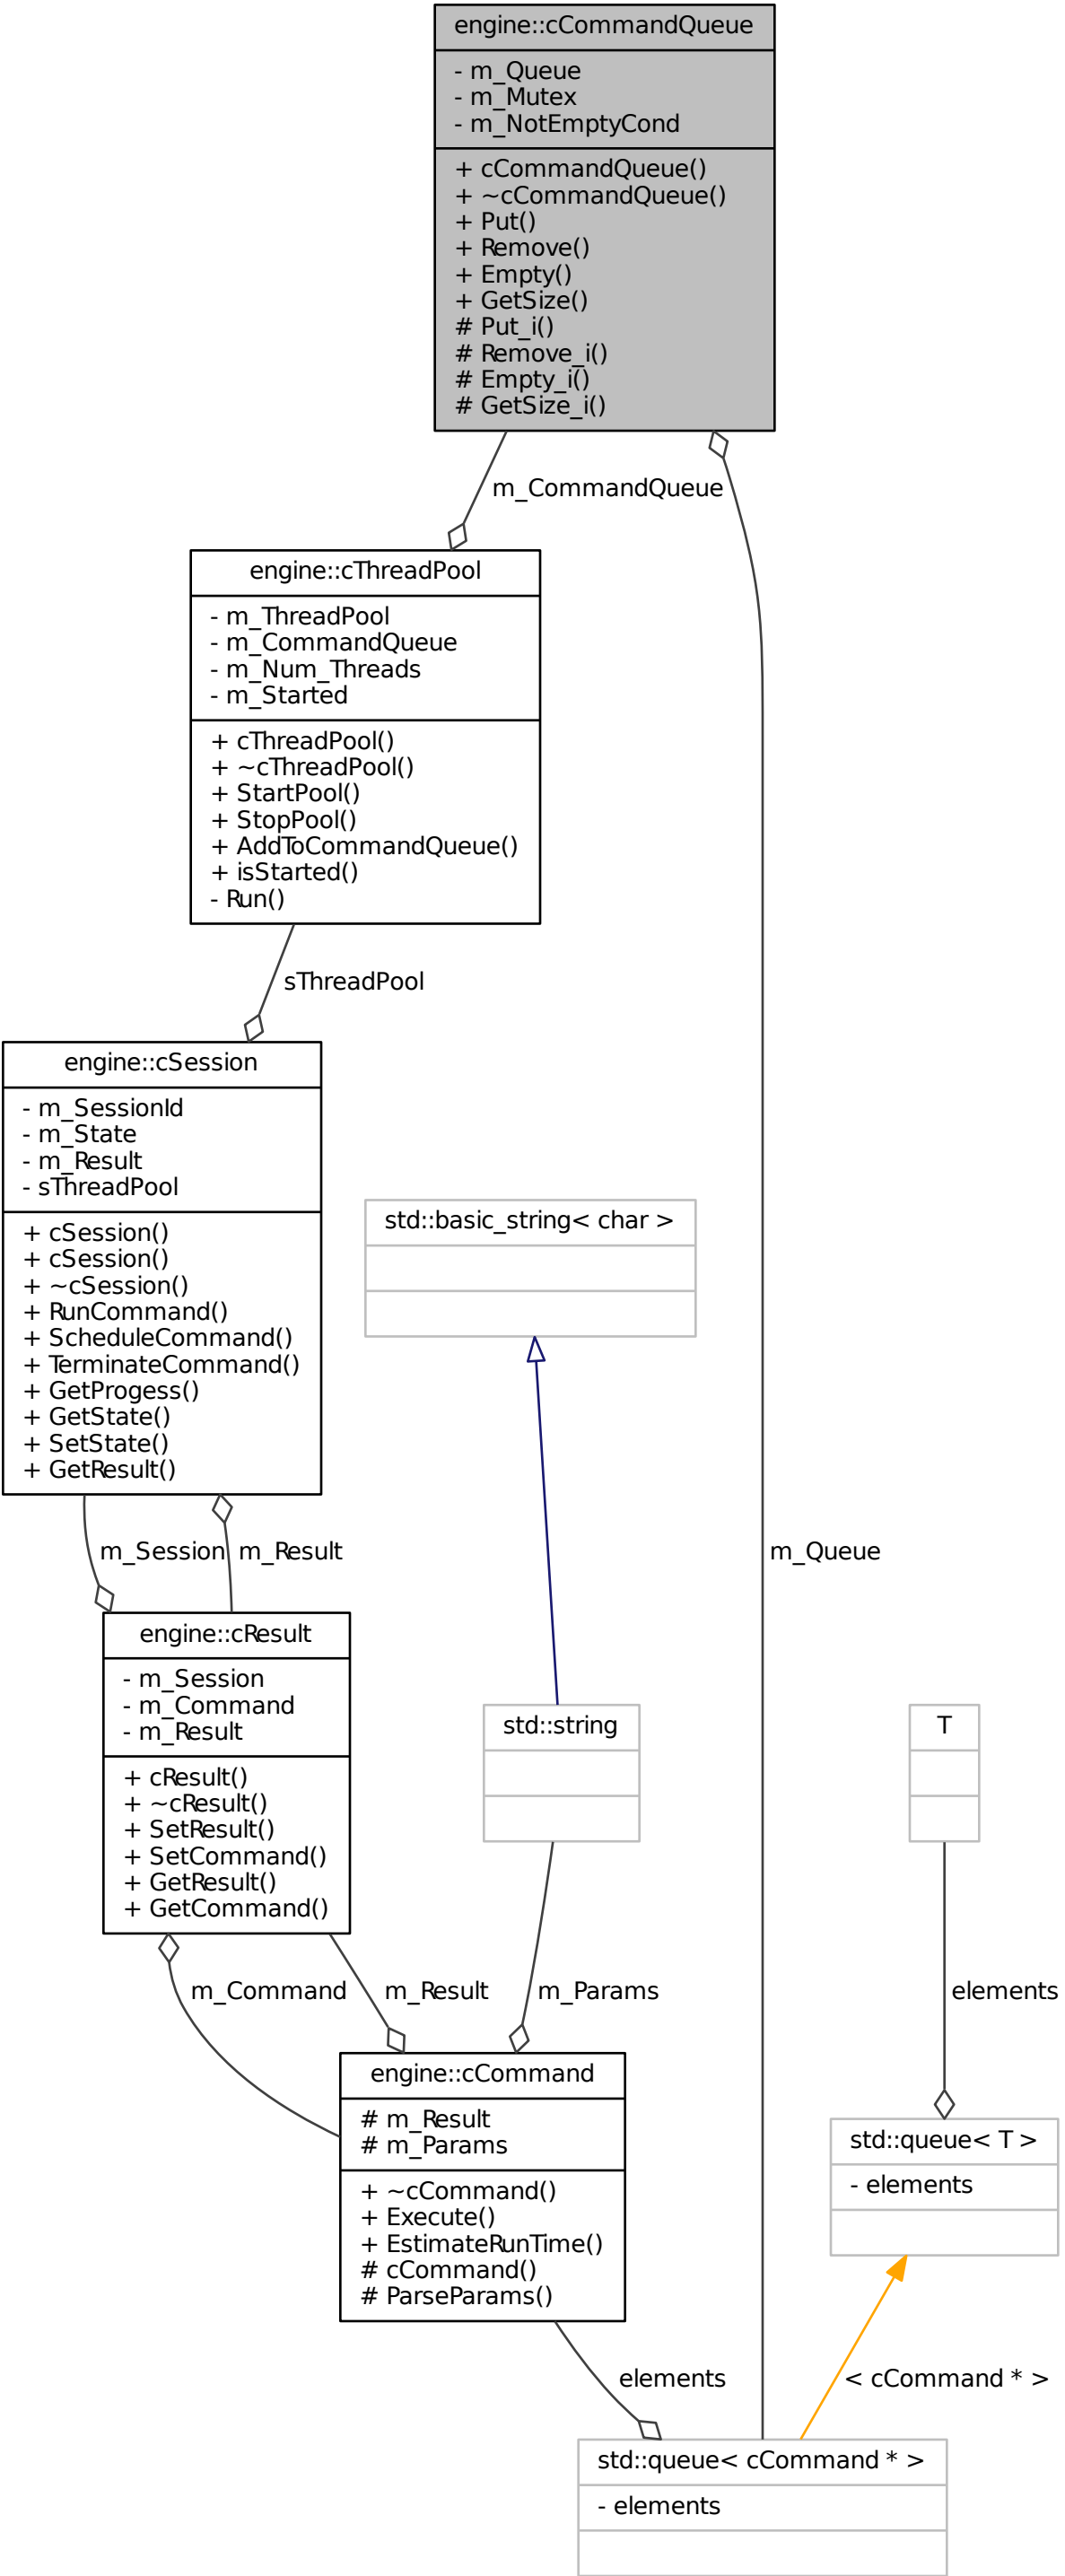 engine::cCommandQueue
- m_Queue
- m_Mutex
- m_NotEmptyCond
+ cCommandQueue()
+ ~cCommandQueue()
+ Put()
+ Remove()
+ Empty()
+ GetSize()
# Put_i()
# Remove_i()
# Empty_i()
# GetSize_i()
m_CommandQueue
engine::cThreadPool
- m_ThreadPool
- m_CommandQueue
- m_Num_Threads
- m_Started
+ cThreadPool()
+ ~cThreadPool()
+ StartPool()
+ StopPool()
+ AddToCommandQueue()
+ isStarted()
- Run()
sThreadPool
engine::cSession
- m_SessionId
- m_State
- m_Result
- sThreadPool
+ cSession()
+ cSession()
+ ~cSession()
+ RunCommand()
+ ScheduleCommand()
+ TerminateCommand()
+ GetProgess()
+ GetState()
+ SetState()
+ GetResult()
std::basic_string< char >
m_Session
m_Result
m_Queue
engine::cResult
- m_Session
- m_Command
- m_Result
+ cResult()
+ ~cResult()
+ SetResult()
+ SetCommand()
+ GetResult()
+ GetCommand()
std::string
T
m_Command
m_Result
m_Params
elements
engine::cCommand
# m_Result
# m_Params
+ ~cCommand()
+ Execute()
+ EstimateRunTime()
# cCommand()
# ParseParams()
std::queue< T >
- elements
elements
< cCommand * >
std::queue< cCommand * >
- elements